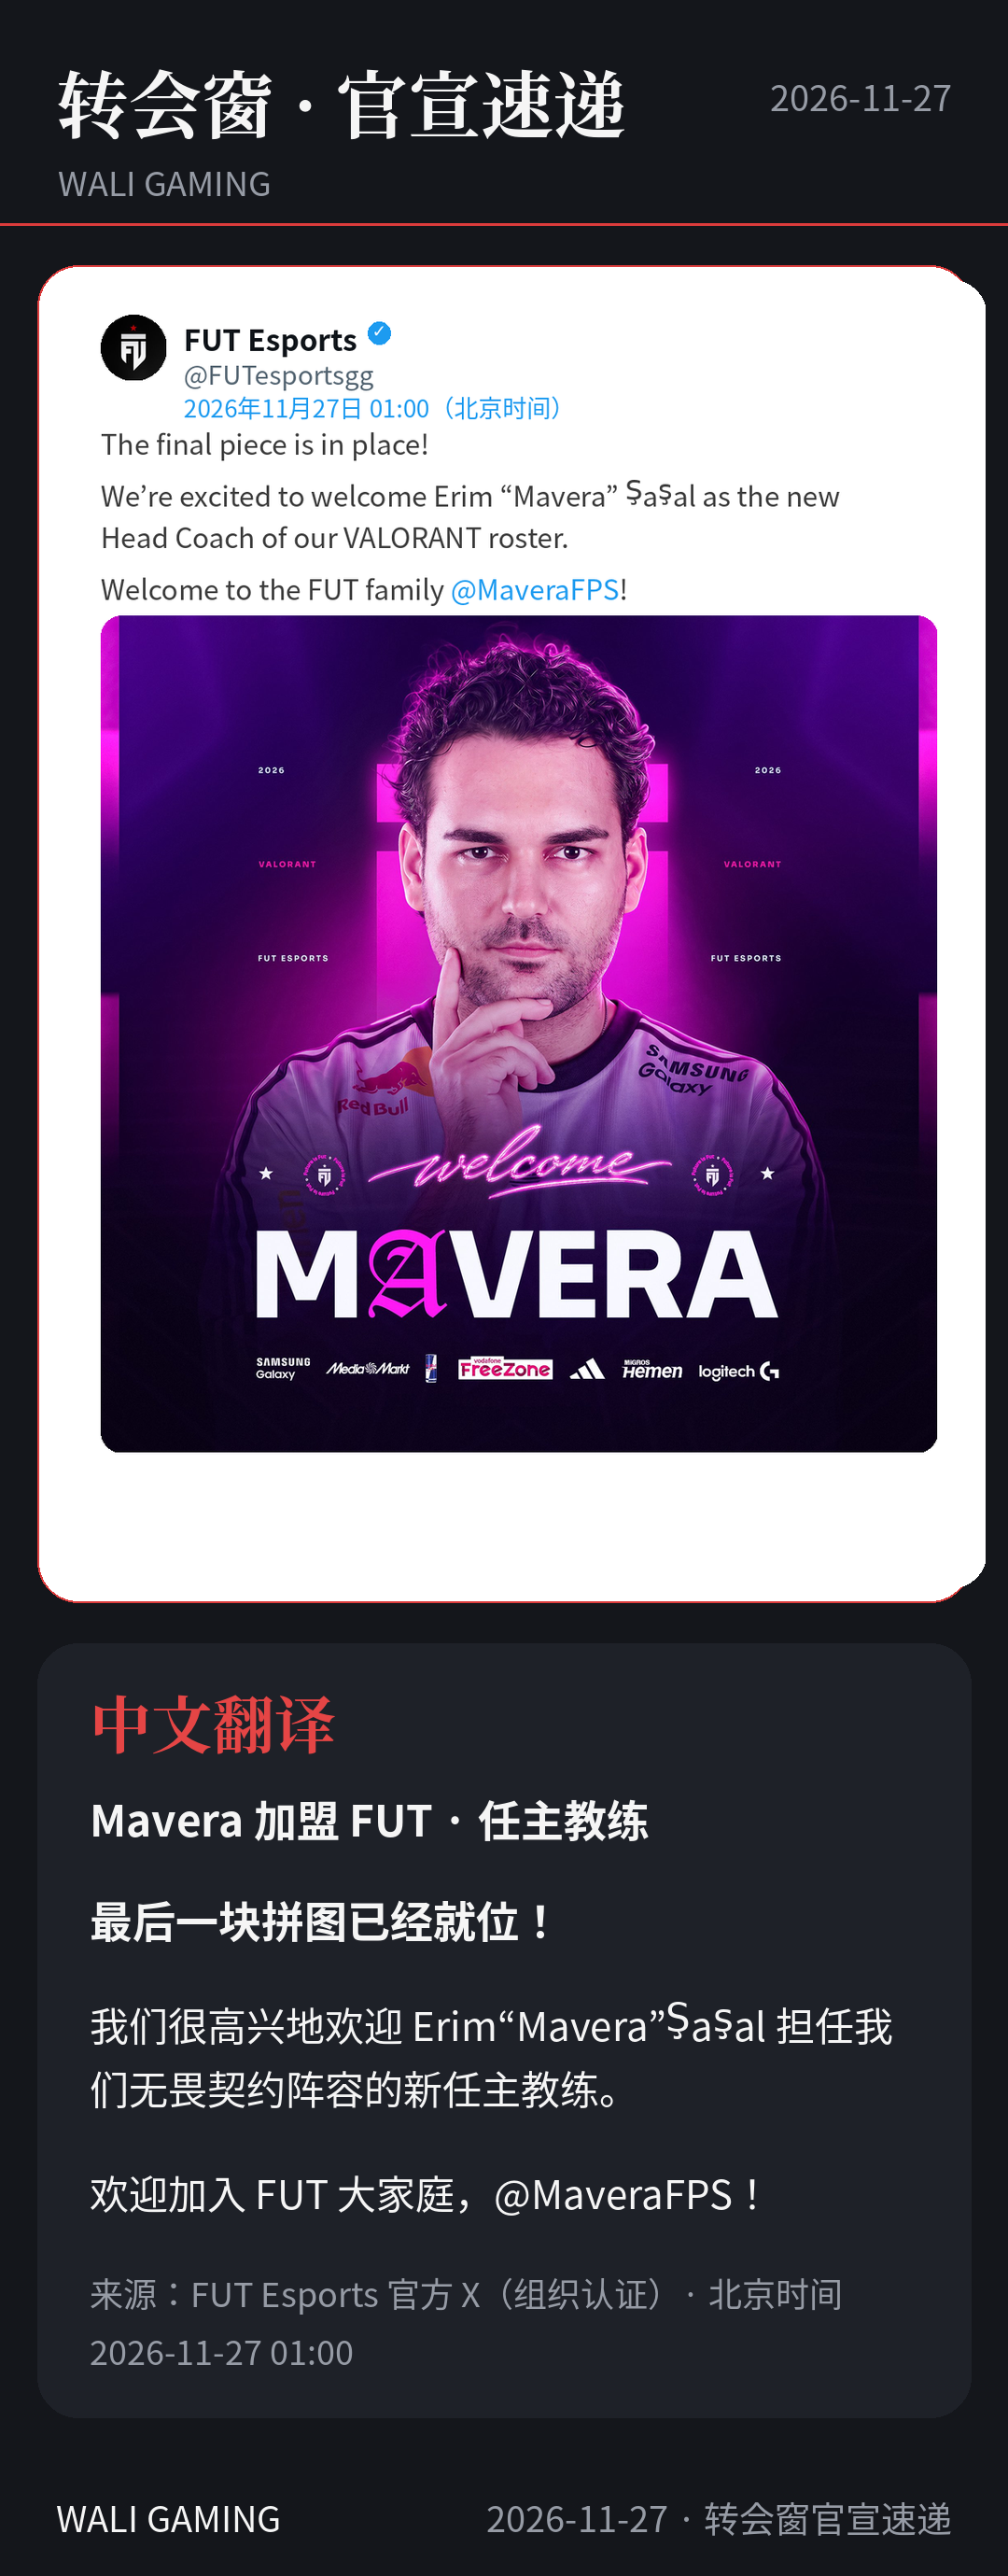 转会窗 · 官宣速递
2026-11-27
WALI GAMING
FUT Esports
@FUTesportsgg
2026年11月27日 01:00（北京时间）
The final piece is in place!
We’re excited to welcome Erim “Mavera” Şaşal as the new
Head Coach of our VALORANT roster.
Welcome to the FUT family @MaveraFPS!
2026
2026
VALORANT
VALORANT
FUT ESPORTS
FUT ESPORTS
Red Bull
SAMSUNG
Galaxy
welcome
MAVERA
SAMSUNG
Galaxy
MediaMarkt
vodafone
FreeZone
MIGROS
Hemen
logitech G
中文翻译
Mavera 加盟 FUT · 任主教练
最后一块拼图已经就位！
我们很高兴地欢迎 Erim“Mavera”Şaşal 担任我
们无畏契约阵容的新任主教练。
欢迎加入 FUT 大家庭，@MaveraFPS！
来源：FUT Esports 官方 X（组织认证）· 北京时间
2026-11-27 01:00
WALI GAMING
2026-11-27 · 转会窗官宣速递